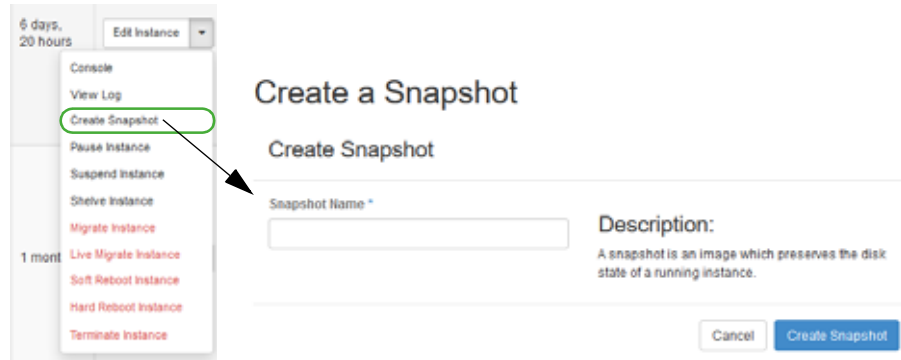 6 days,
20 hours
Edit Instance
Console
View Log
Create Snapshot
Pause Instance
Suspend Instance
Shelve Instance
Migrate Instance
1 mont
Live Migrate Instance
Soft Reboot Instance
Hard Reboot Instance
Terminate Instance
Create a Snapshot
Create Snapshot
Snapshot Name *
Description:
A snapshot is an image which preserves the disk
state of a running instance.
Cancel
Create Snapshot